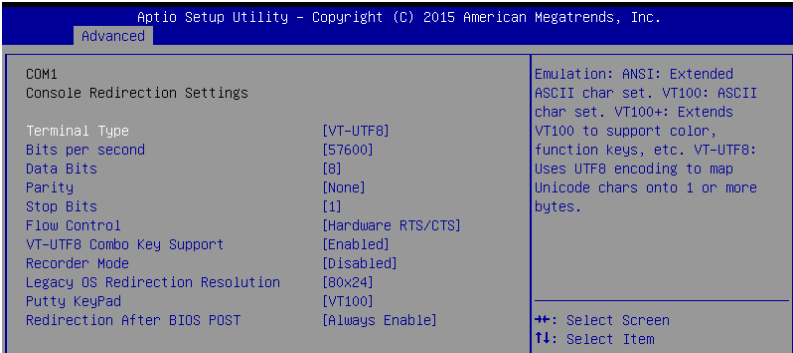 Aptio Setup Utility – Copyright (C) 2015 American Megatrends, Inc.
Advanced
COM1
Console Redirection Settings
Terminal Type [VT-UTF8]
Bits per second [57600]
Data Bits [8]
Parity [None]
Stop Bits [1]
Flow Control [Hardware RTS/CTS]
VT-UTF8 Combo Key Support [Enabled]
Recorder Mode [Disabled]
Legacy OS Redirection Resolution [80x24]
Putty KeyPad [VT100]
Redirection After BIOS POST [Always Enable]
Emulation: ANSI: Extended
ASCII char set. VT100: ASCII
char set. VT100+: Extends
VT100 to support color,
function keys, etc. VT-UTF8:
Uses UTF8 encoding to map
Unicode chars onto 1 or more
bytes.
→←: Select Screen
↑↓: Select Item